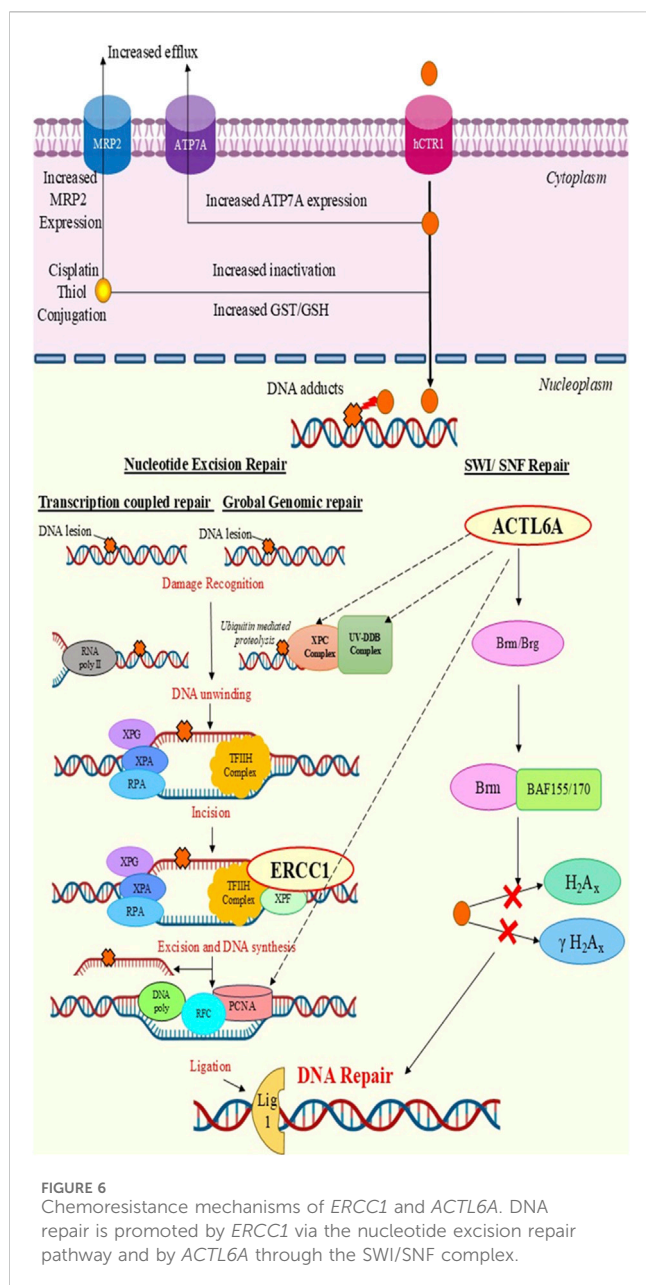 Increased efflux
MRP2
ATP7A
hCTR1
Cytoplasm
Increased
MRP2
Expression
Increased ATP7A expression
Cisplatin
Thiol
Conjugation
Increased inactivation
Increased GST/GSH
Nucleoplasm
DNA adducts
Nucleotide Excision Repair
SWI/ SNF Repair
Transcription coupled repair
Grobal Genomic repair
DNA lesion
DNA lesion
ACTL6A
Damage Recognition
Ubiquitin mediated
proteolysis
RNA
poly II
XPC
Complex
UV-DDB
Complex
Brm/Brg
DNA unwinding
XPG
XPA
RPA
TFIIH
Complex
Brm
BAF155/170
Incision
XPG
XPA
RPA
TFIIH
Complex
ERCC1
XPF
H₂Aₓ
γ H₂Aₓ
Excision and DNA synthesis
DNA
poly
RFC
PCNA
Ligation
DNA Repair
Lig
1
FIGURE 6
Chemoresistance mechanisms of ERCC1 and ACTL6A. DNA
repair is promoted by ERCC1 via the nucleotide excision repair
pathway and by ACTL6A through the SWI/SNF complex.